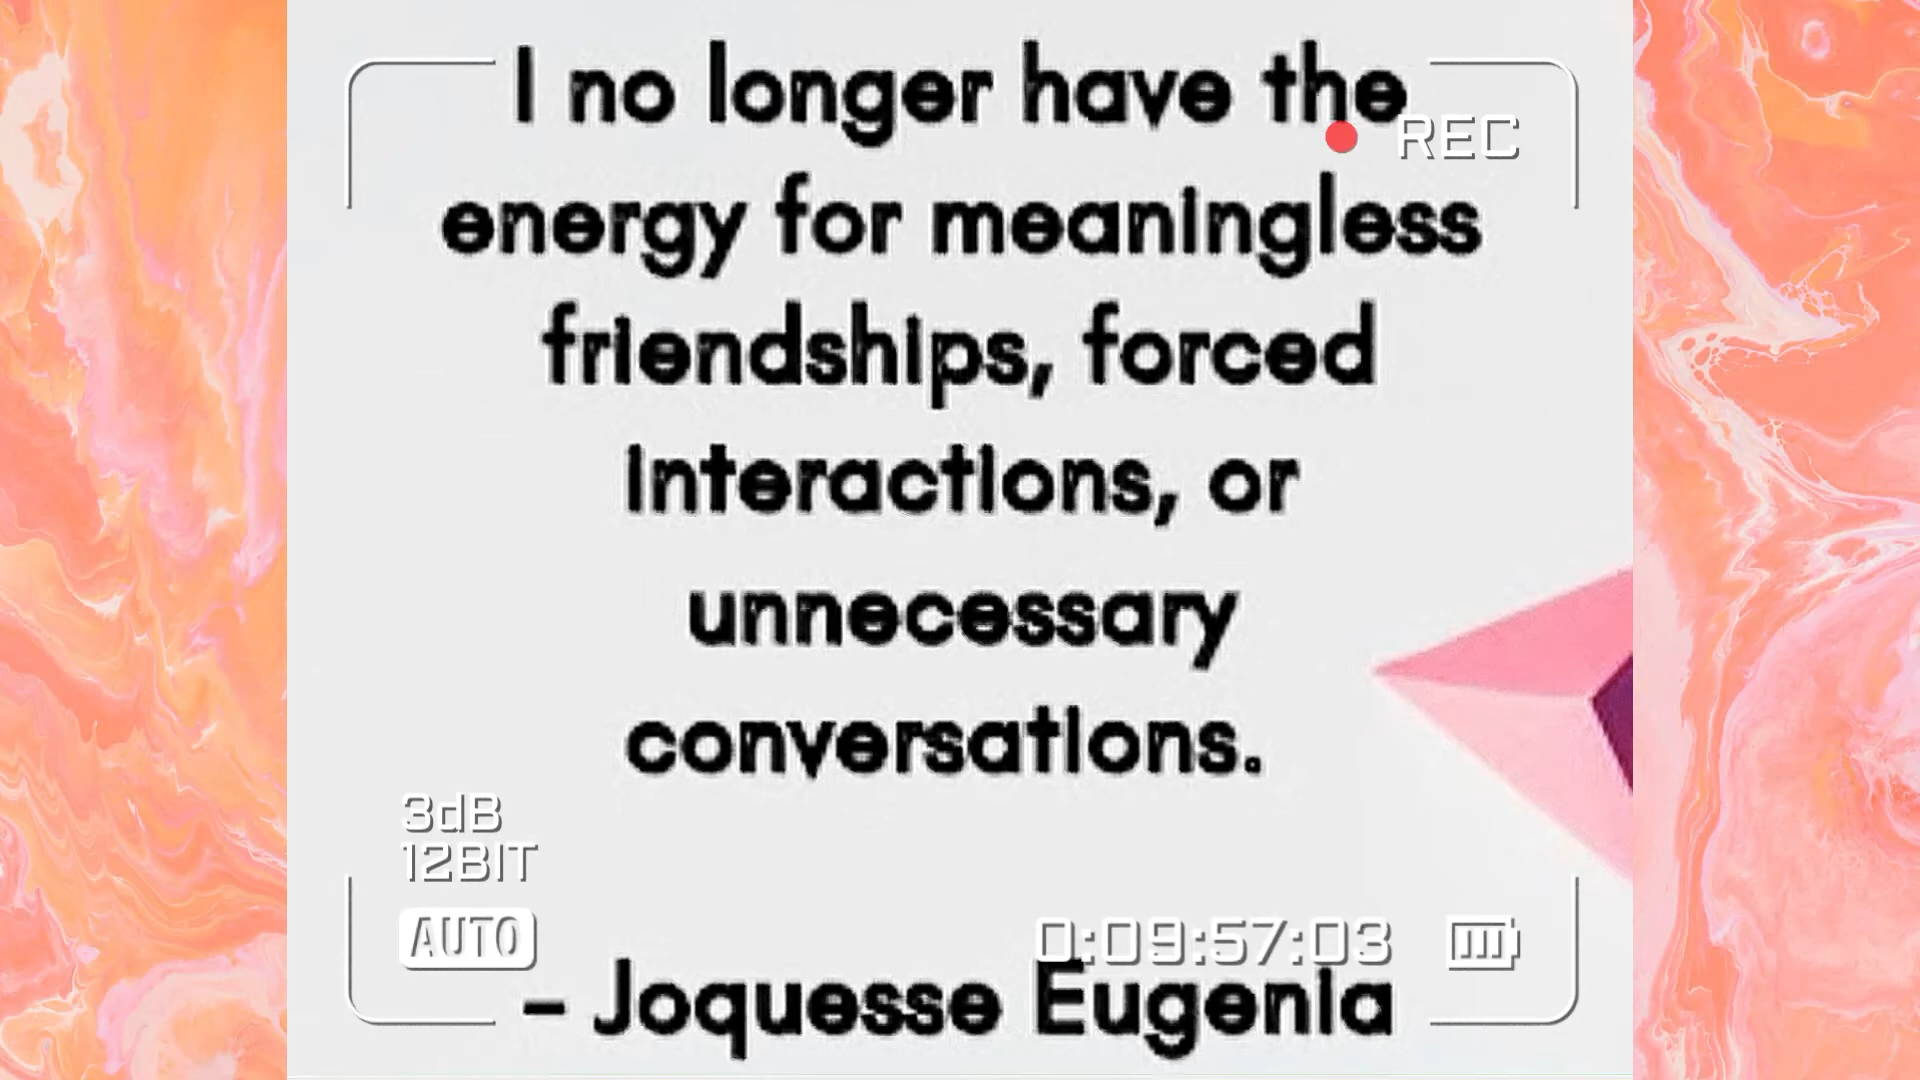 I no longer have the
REC
energy for meaningless
friendships, forced
interactions, or
unnecessary
conversations.
3dB
12BIT
AUTO
0:09:57:03
– Joquesse Eugenia